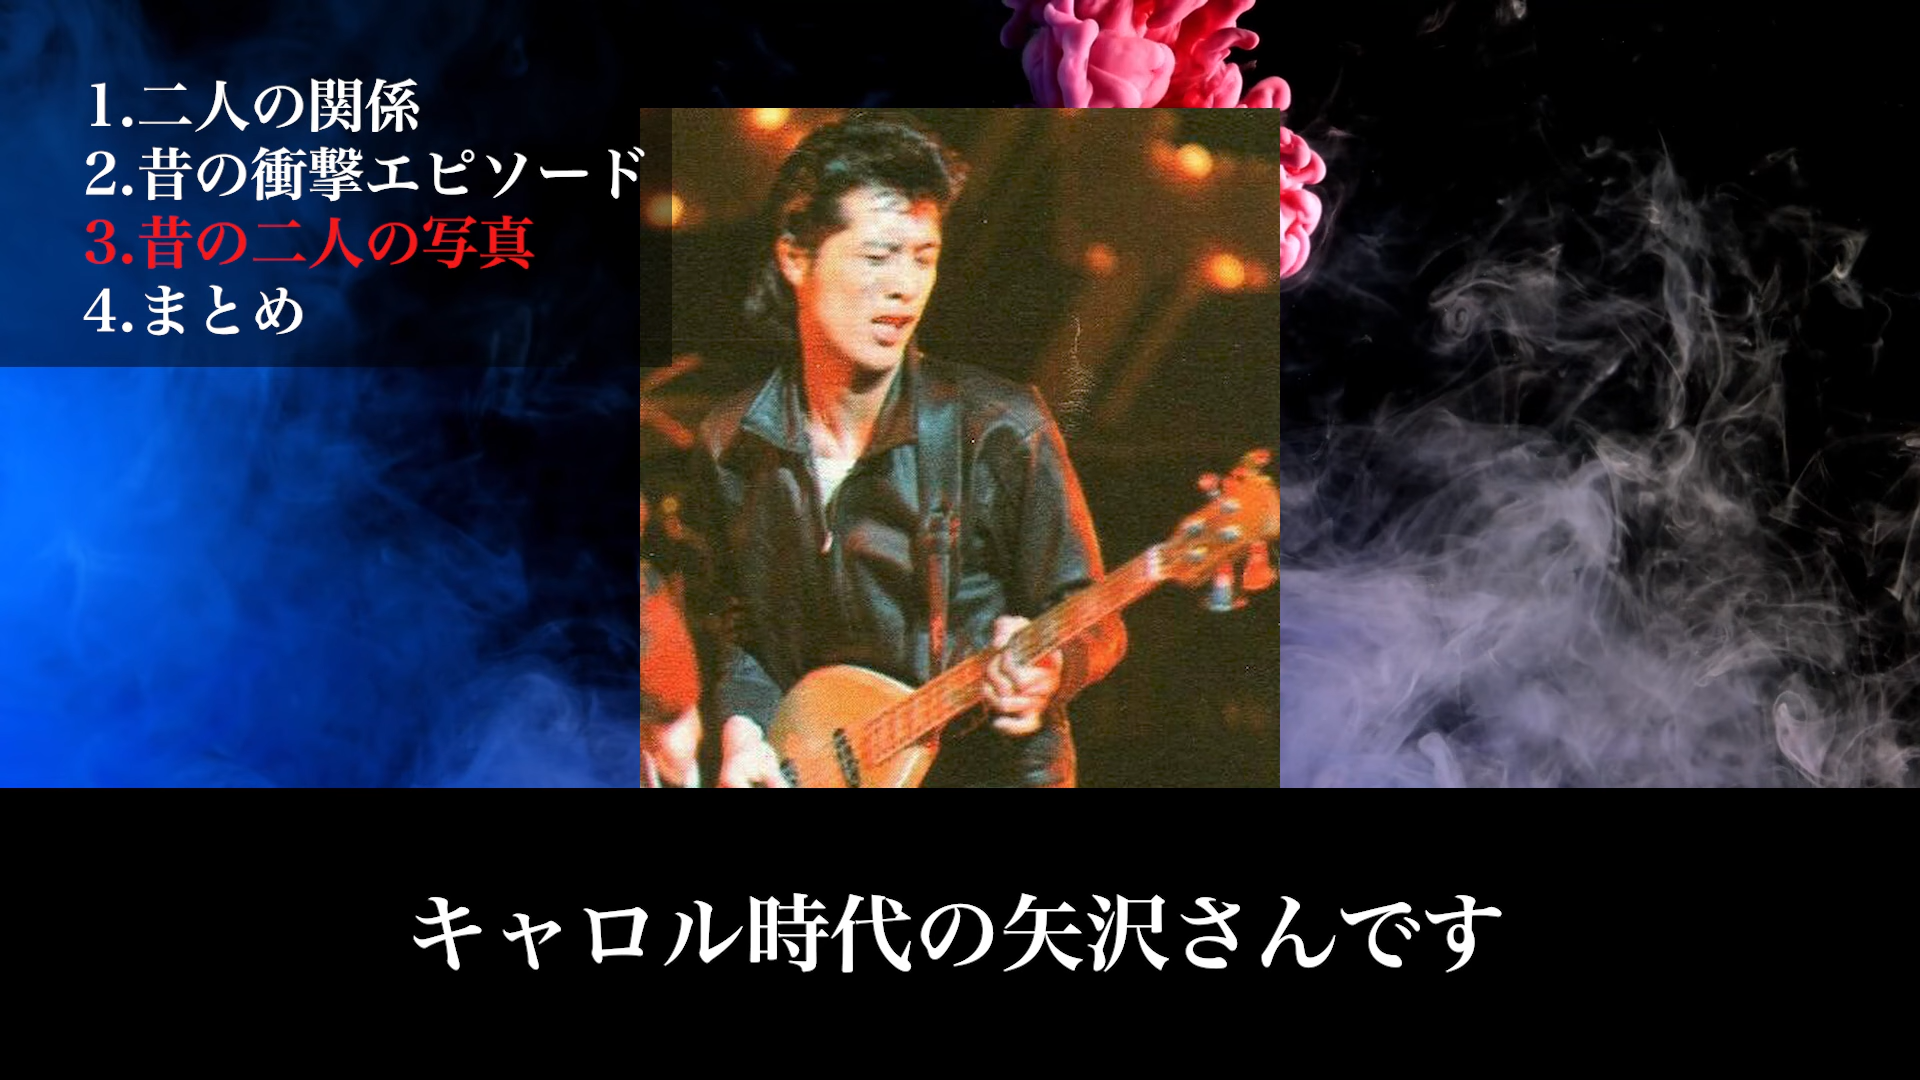 1.二人の関係
2.昔の衝撃エピソード
3.昔の二人の写真
4.まとめ
キャロル時代の矢沢さんです